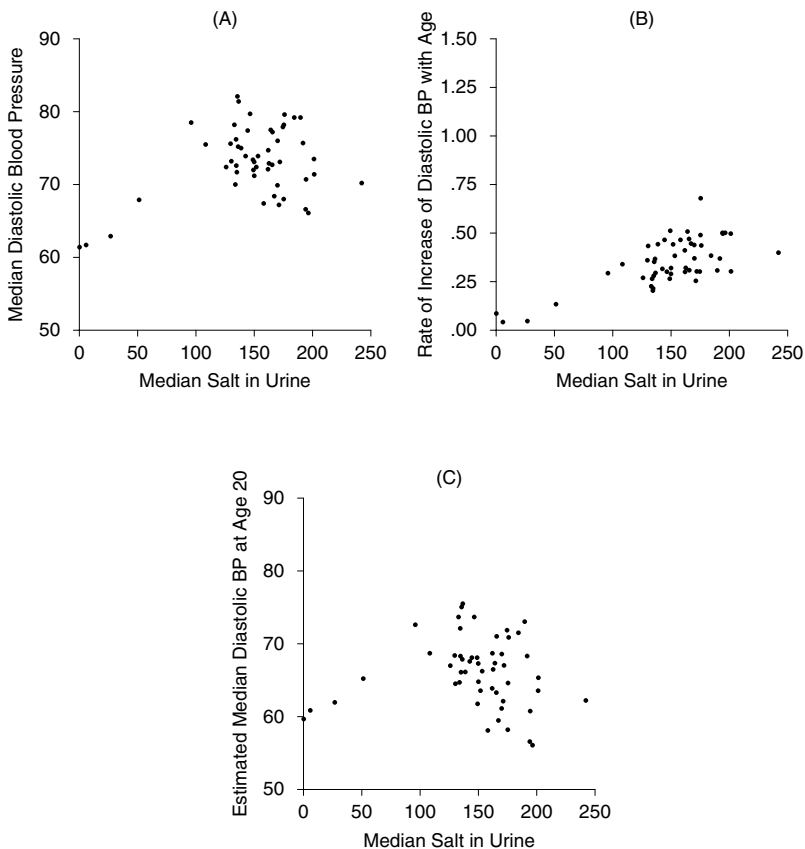 (A)
Median Diastolic Blood Pressure
90
80
70
60
50
0 50 100 150 200 250
Median Salt in Urine
(B)
Rate of Increase of Diastolic BP with Age
1.50
1.25
1.00
.75
.50
.25
.00
0 50 100 150 200 250
Median Salt in Urine
(C)
Estimated Median Diastolic BP at Age 20
90
80
70
60
50
0 50 100 150 200 250
Median Salt in Urine